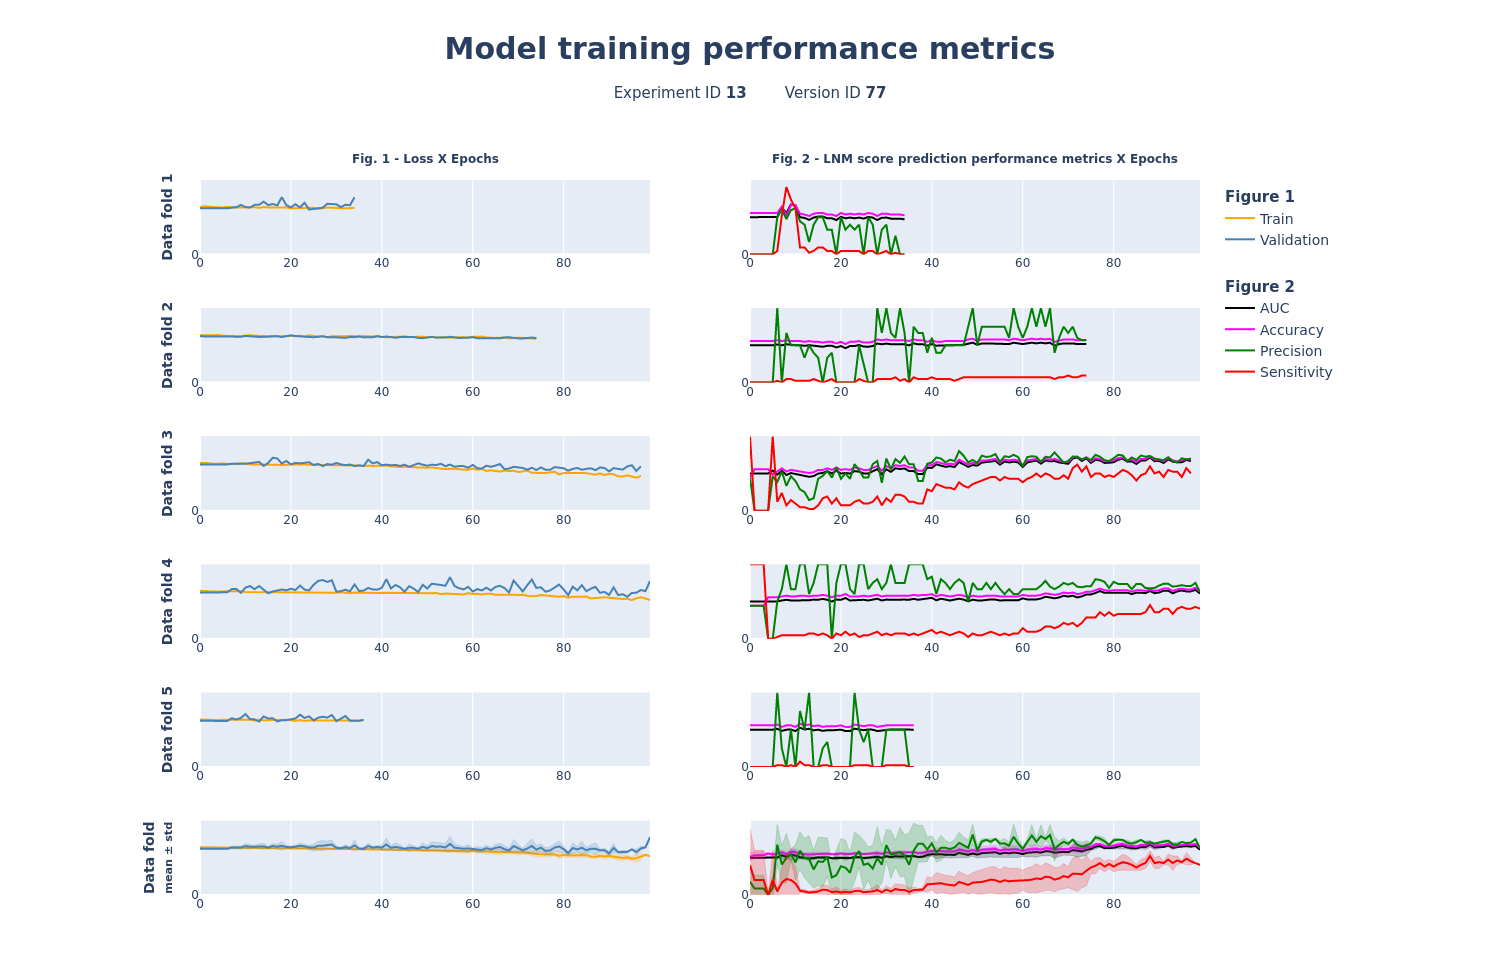 Model training performance metrics
Experiment ID 13 Version ID 77
Fig. 1 - Loss X Epochs
Fig. 2 - LNM score prediction performance metrics X Epochs
Data fold 1
0
0 20 40 60 80
0
0 20 40 60 80
Figure 1
Train
Validation
Figure 2
AUC
Accuracy
Precision
Sensitivity
Data fold 2
0
0 20 40 60 80
0
0 20 40 60 80
Data fold 3
0
0 20 40 60 80
0
0 20 40 60 80
Data fold 4
0
0 20 40 60 80
0
0 20 40 60 80
Data fold 5
0
0 20 40 60 80
0
0 20 40 60 80
Data fold
mean ± std
0
0 20 40 60 80
0
0 20 40 60 80